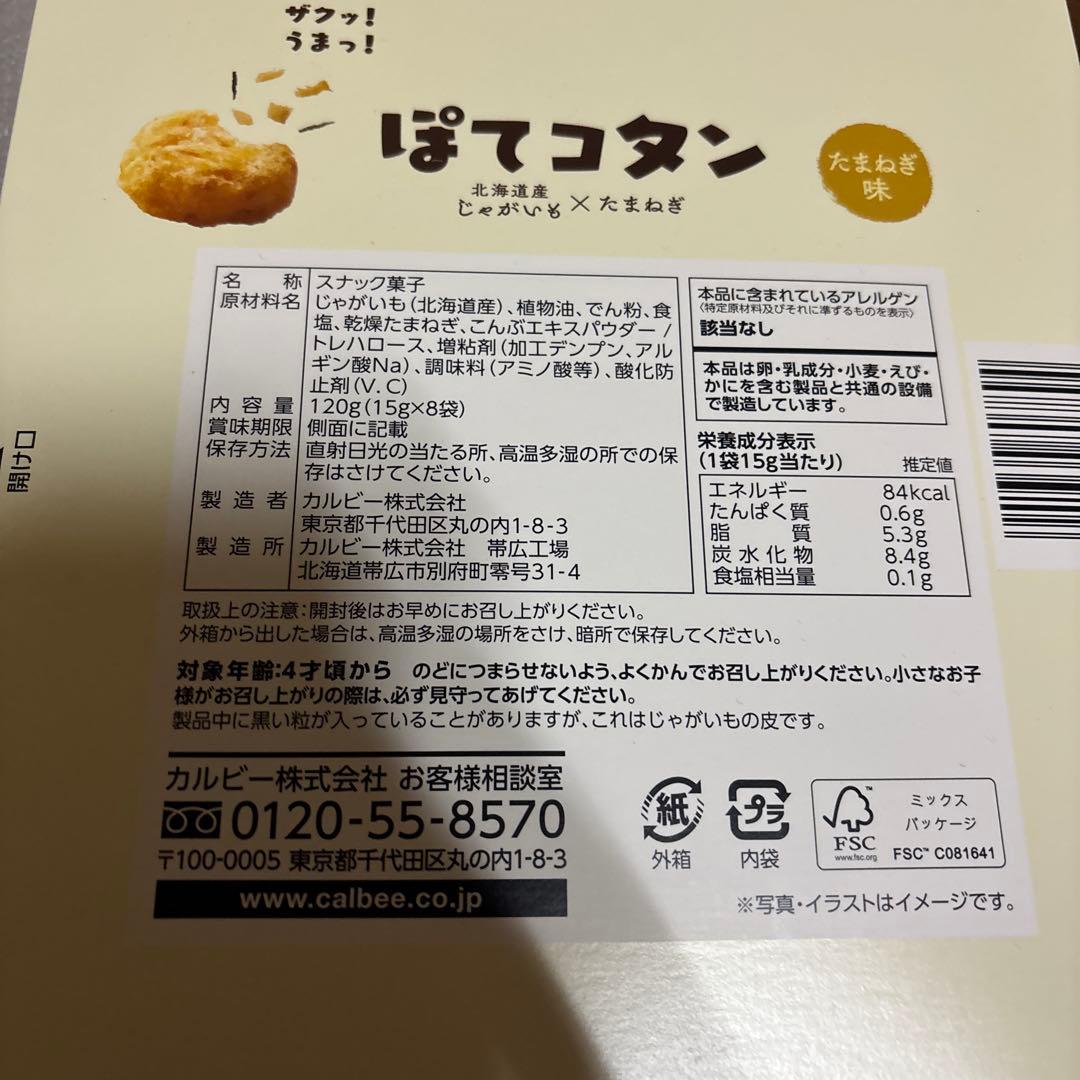 ザクッ!
うまっ!
ぽてコタン
北海道産
じゃがいも×たまねぎ
たまねぎ
味
名称 スナック菓子
原材料名 じゃがいも(北海道産)、植物油、でん粉、食
塩、乾燥たまねぎ、こんぶエキスパウダー/
トレハロース、増粘剤(加工デンプン、アル
ギン酸Na)、調味料(アミノ酸等)、酸化防
止剤(V.C)
内容量 120g(15g×8袋)
賞味期限 側面に記載
保存方法 直射日光の当たる所、高温多湿の所での保
存はさけてください。
製造者 カルビー株式会社
東京都千代田区丸の内1-8-3
製造所 カルビー株式会社 帯広工場
北海道帯広市別府町零号31-4
本品に含まれているアレルゲン
〈特定原材料及びそれに準ずるものを表示〉
該当なし
本品は卵・乳成分・小麦・えび・
かにを含む製品と共通の設備
で製造しています。
栄養成分表示
(1袋15g当たり) 推定値
エネルギー 84kcal
たんぱく質 0.6g
脂質 5.3g
炭水化物 8.4g
食塩相当量 0.1g
開け口
取扱上の注意:開封後はお早めにお召し上がりください。
外箱から出した場合は、高温多湿の場所をさけ、暗所で保存してください。
対象年齢:4才頃から のどにつまらせないよう、よくかんでお召し上がりください。小さなお子
様がお召し上がりの際は、必ず見守ってあげてください。
製品中に黒い粒が入っていることがありますが、これはじゃがいもの皮です。
カルビー株式会社 お客様相談室
0120-55-8570
〒100-0005 東京都千代田区丸の内1-8-3
www.calbee.co.jp
紙
外箱
プラ
内袋
FSC™
www.fsc.org
ミックス
パッケージ
FSC™ C081641
※写真・イラストはイメージです。